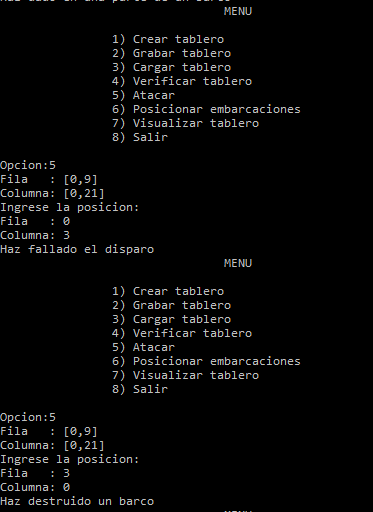 Haz dado en una parte de un barco
MENU
1) Crear tablero
2) Grabar tablero
3) Cargar tablero
4) Verificar tablero
5) Atacar
6) Posicionar embarcaciones
7) Visualizar tablero
8) Salir
Opcion:5
Fila   : [0,9]
Columna: [0,21]
Ingrese la posicion:
Fila   : 0
Columna: 3
Haz fallado el disparo
MENU
1) Crear tablero
2) Grabar tablero
3) Cargar tablero
4) Verificar tablero
5) Atacar
6) Posicionar embarcaciones
7) Visualizar tablero
8) Salir
Opcion:5
Fila   : [0,9]
Columna: [0,21]
Ingrese la posicion:
Fila   : 3
Columna: 0
Haz destruido un barco
MENU